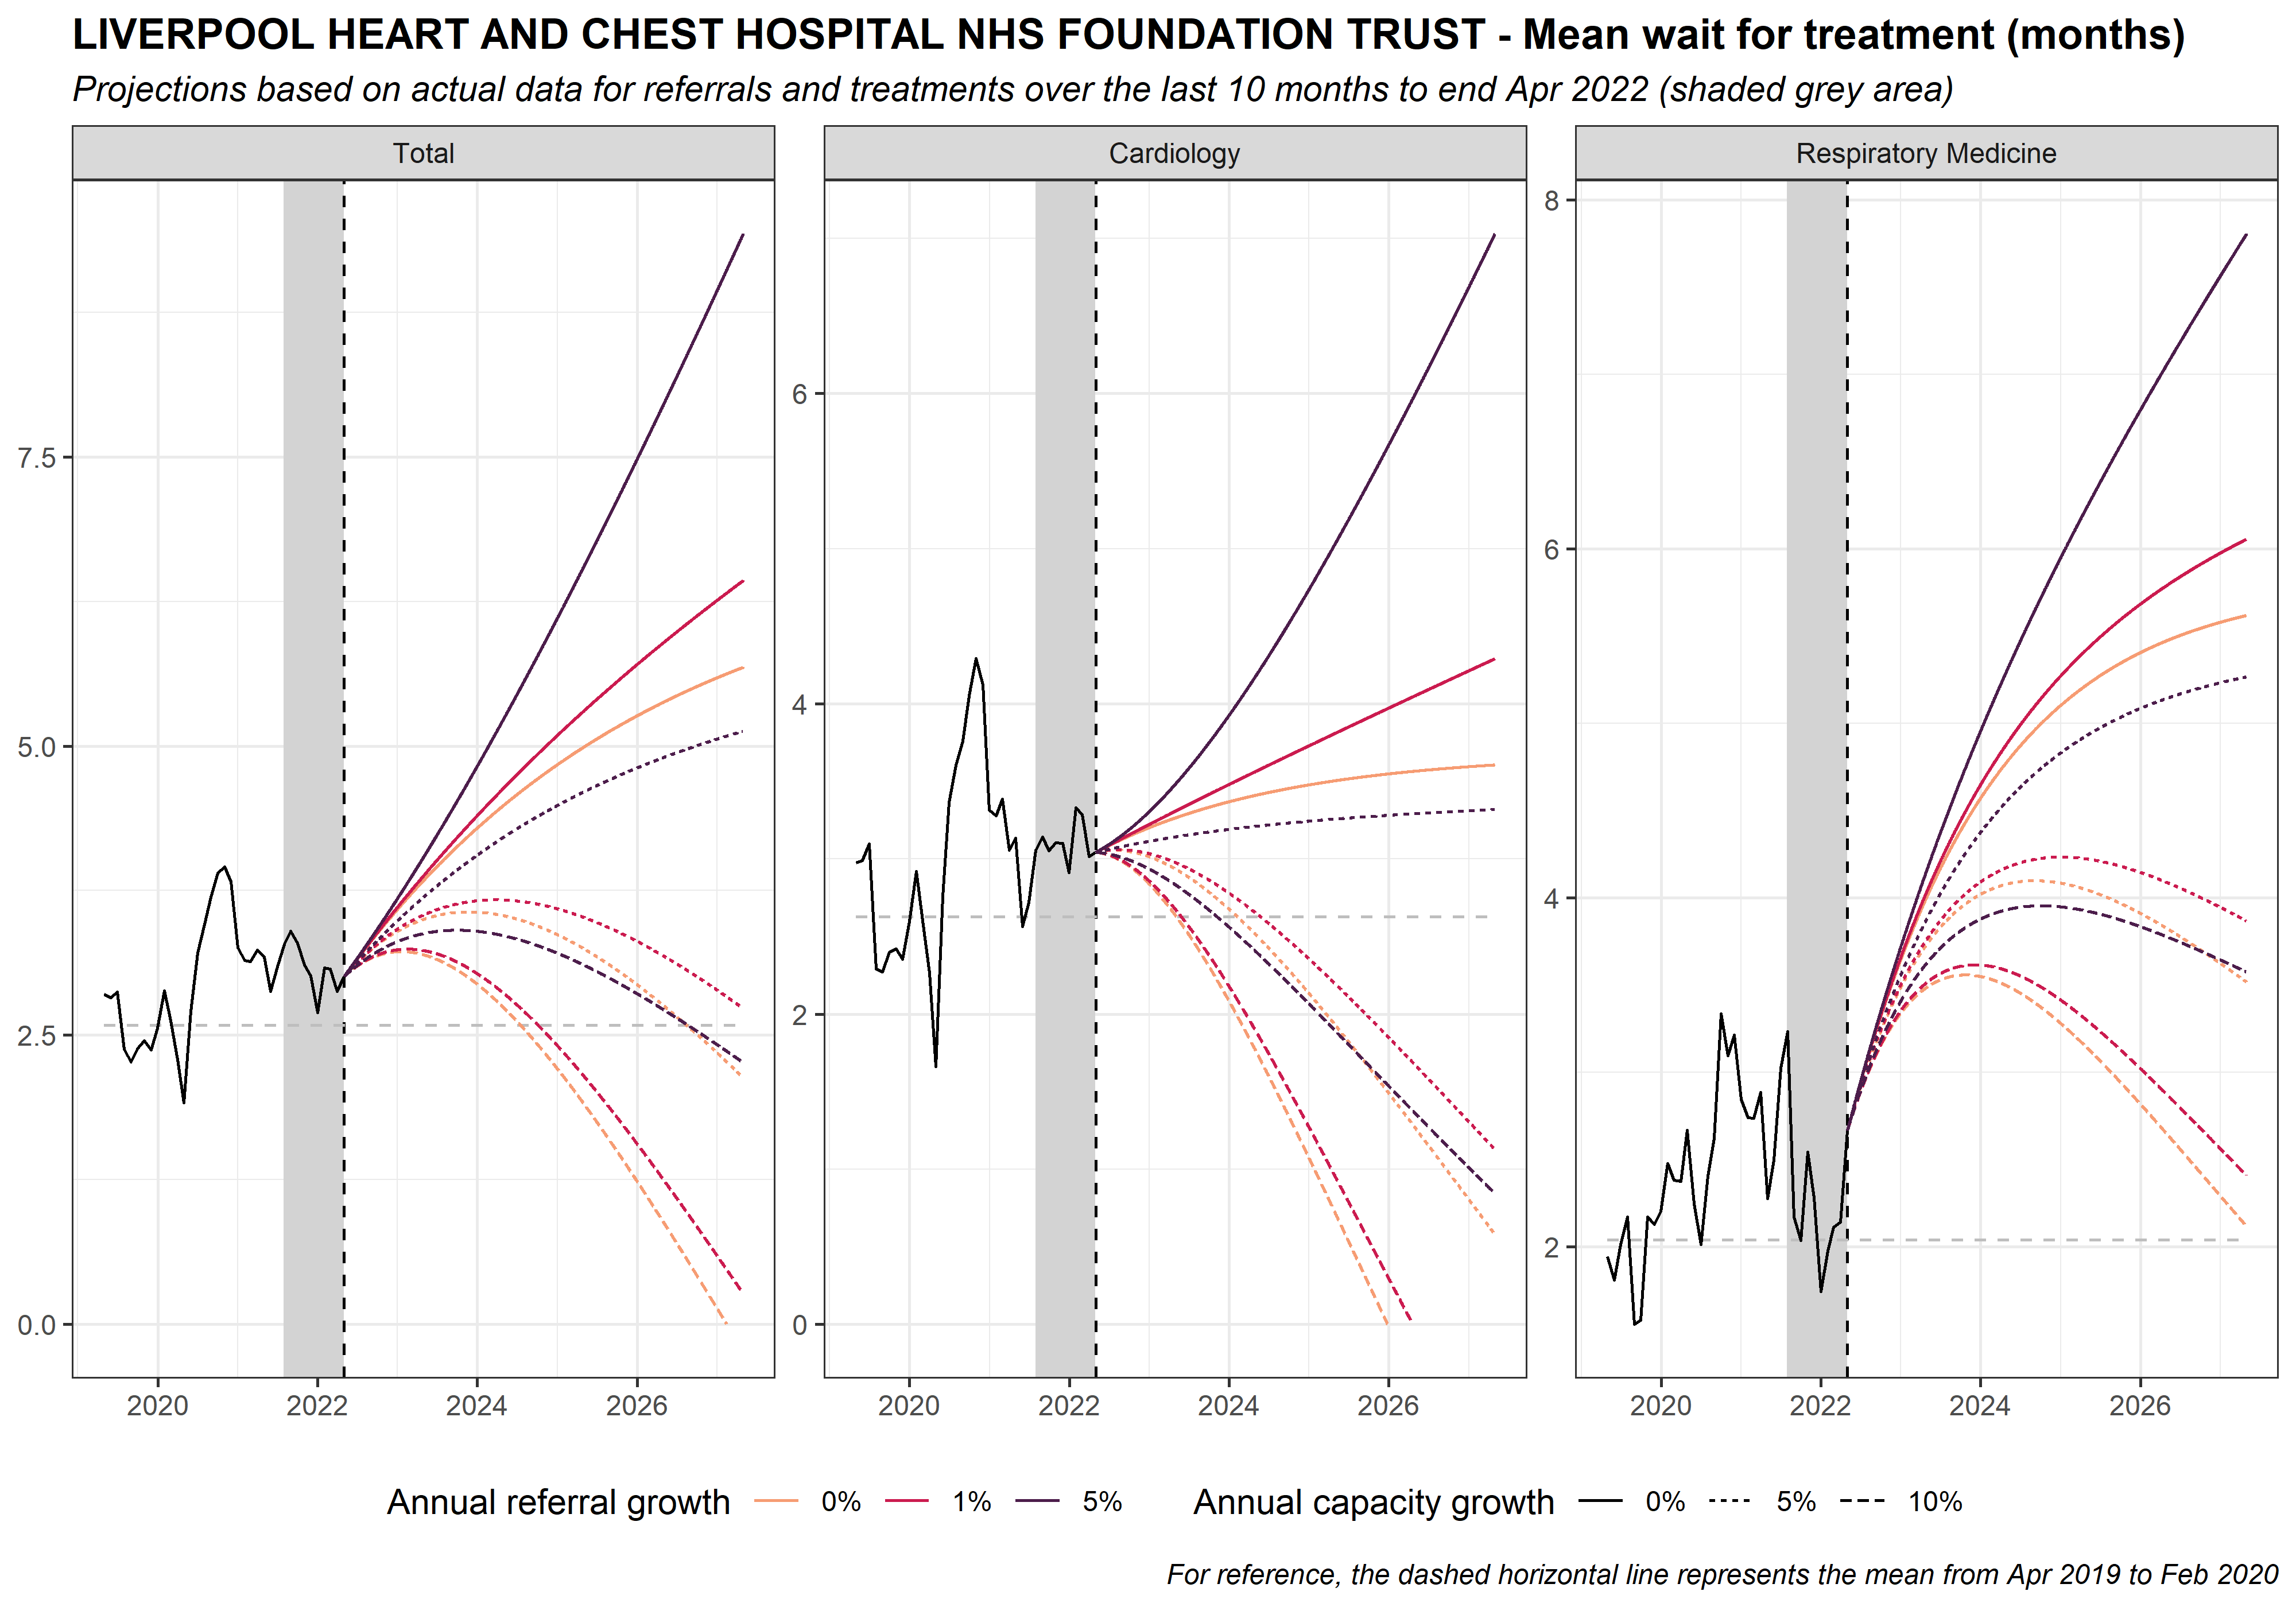 LIVERPOOL HEART AND CHEST HOSPITAL NHS FOUNDATION TRUST - Mean wait for treatment (months)
Projections based on actual data for referrals and treatments over the last 10 months to end Apr 2022 (shaded grey area)
Total
Cardiology
Respiratory Medicine
7.5
5.0
2.5
0.0
6
4
2
0
8
6
4
2
2020 2022 2024 2026
2020 2022 2024 2026
2020 2022 2024 2026
Annual referral growth 0% 1% 5% Annual capacity growth 0% 5% 10%
For reference, the dashed horizontal line represents the mean from Apr 2019 to Feb 2020